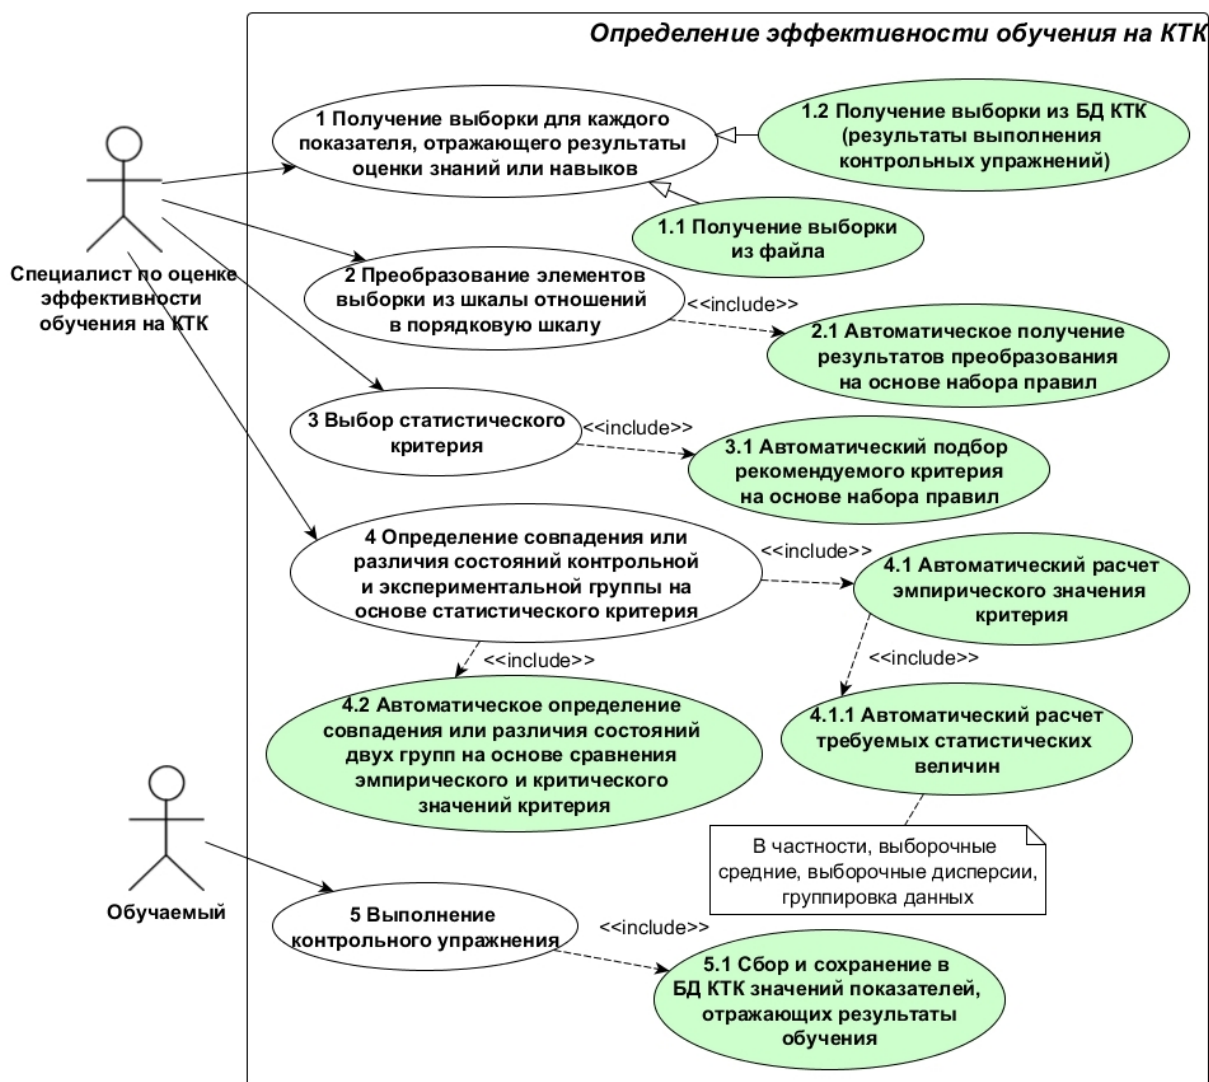 Определение эффективности обучения на КТК
1 Получение выборки для каждого
показателя, отражающего результаты
оценки знаний или навыков
1.2 Получение выборки из БД КТК
(результаты выполнения
контрольных упражнений)
1.1 Получение выборки
из файла
Специалист по оценке
эффективности
обучения на КТК
2 Преобразование элементов
выборки из шкалы отношений
в порядковую шкалу
<<include>>
2.1 Автоматическое получение
результатов преобразования
на основе набора правил
3 Выбор статистического
критерия
<<include>>
3.1 Автоматический подбор
рекомендуемого критерия
на основе набора правил
4 Определение совпадения или
различия состояний контрольной
и экспериментальной группы на
основе статистического критерия
<<include>>
4.1 Автоматический расчет
эмпирического значения
критерия
<<include>>
<<include>>
4.2 Автоматическое определение
совпадения или различия состояний
двух групп на основе сравнения
эмпирического и критического
значений критерия
4.1.1 Автоматический расчет
требуемых статистических
величин
В частности, выборочные
средние, выборочные дисперсии,
группировка данных
Обучаемый
5 Выполнение
контрольного упражнения
<<include>>
5.1 Сбор и сохранение в
БД КТК значений показателей,
отражающих результаты
обучения